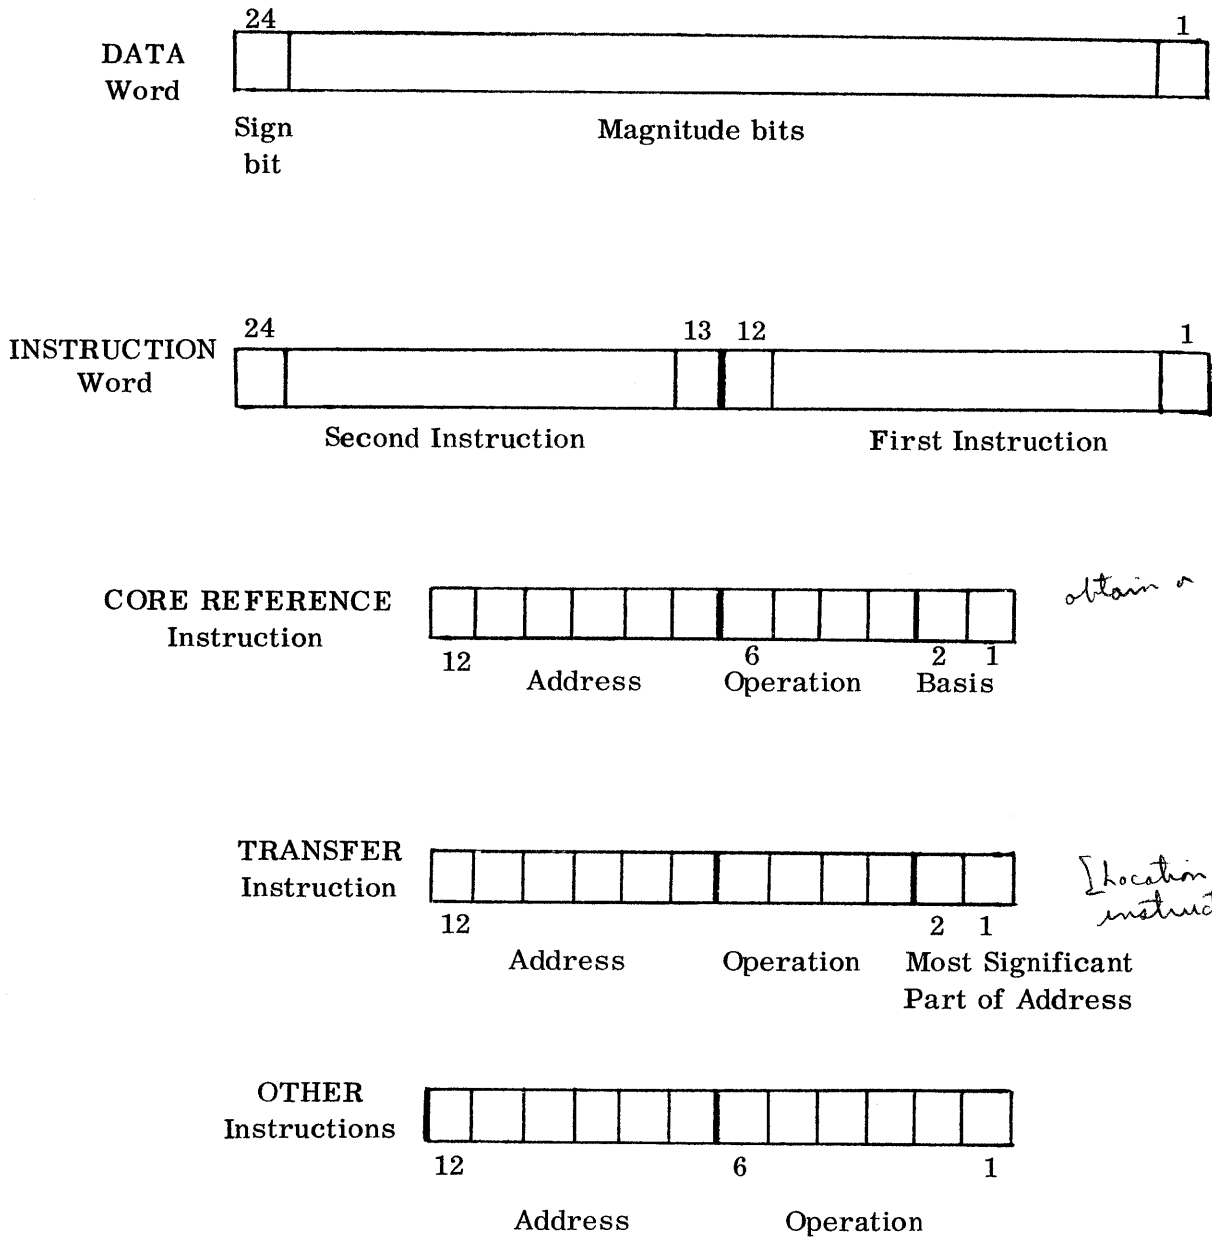 24 1
DATA
Word
Sign Magnitude bits
bit
24 13 12 1
INSTRUCTION
Word
Second Instruction First Instruction
CORE REFERENCE obtain a
Instruction
12 6 2 1
Address Operation Basis
TRANSFER
Instruction
[Location
12 2 1
Address Operation Most Significant
Part of Address
OTHER
Instructions
12 6 1
Address Operation